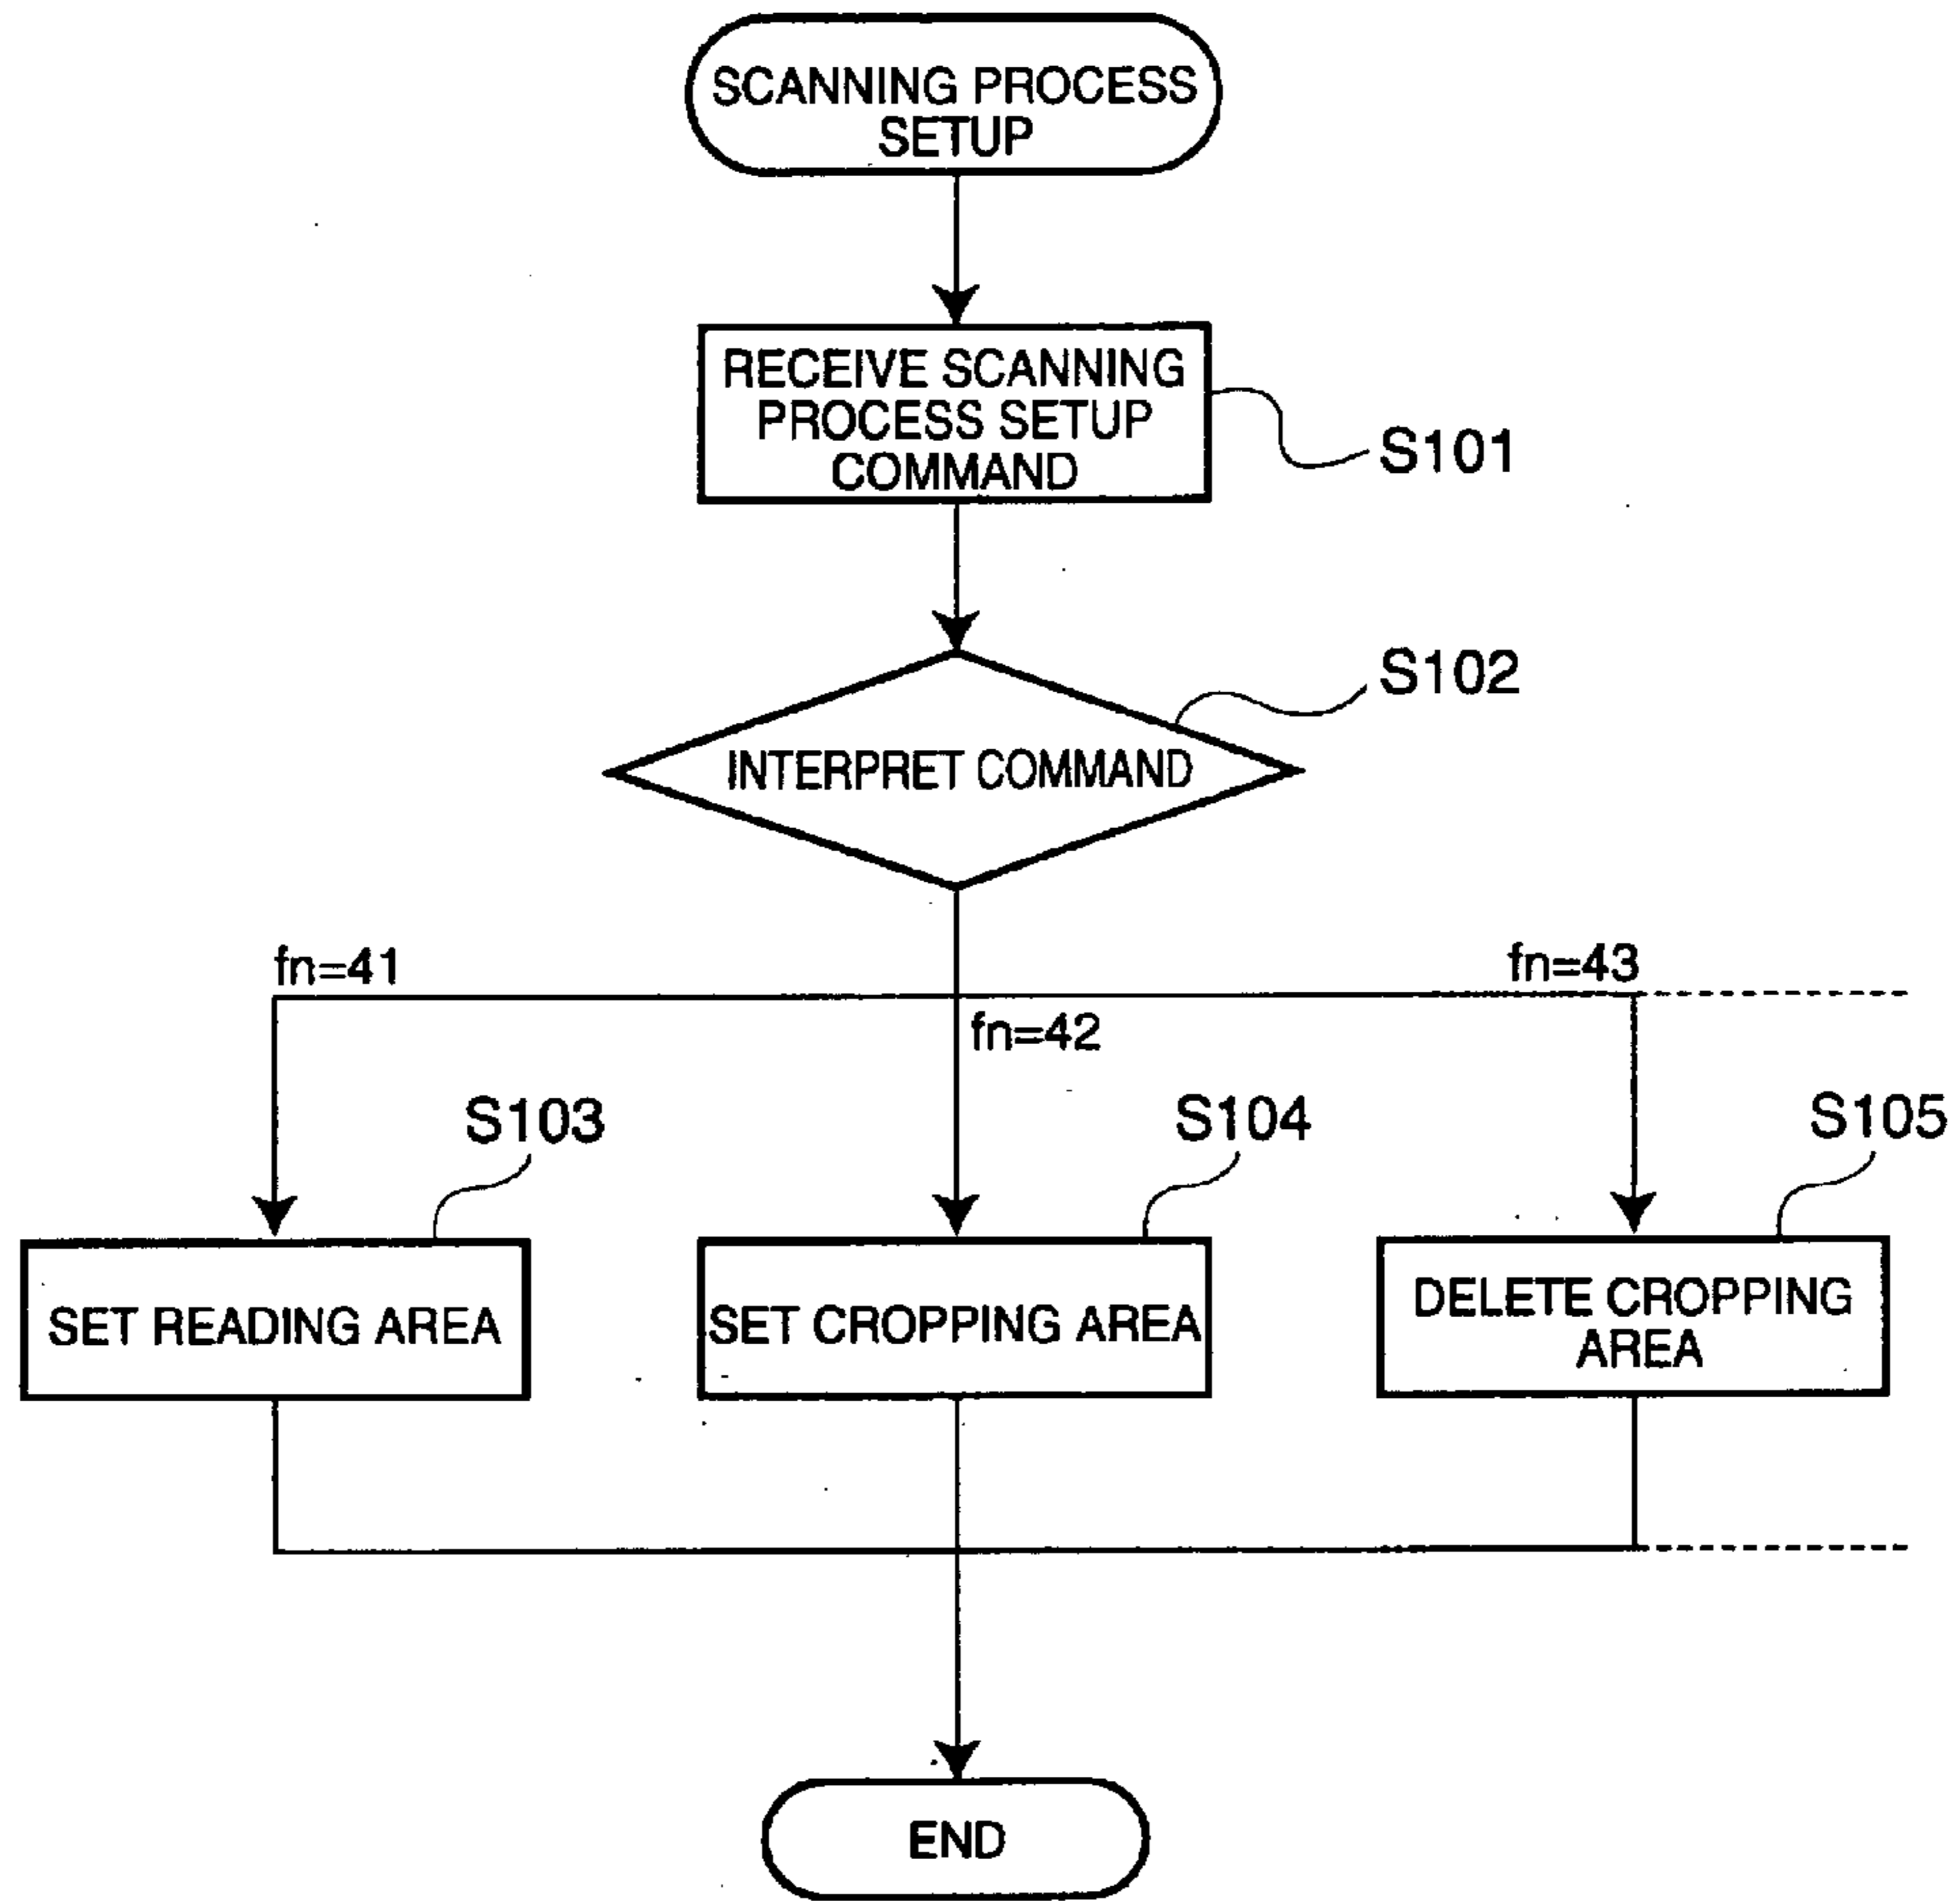 SCANNING PROCESS
SETUP
RECEIVE SCANNING
PROCESS SETUP
COMMAND
S101
S102
INTERPRET COMMAND
fn=41
fn=43
fn=42
S103
S104
S105
SET READING AREA
SET CROPPING AREA
DELETE CROPPING
AREA
END